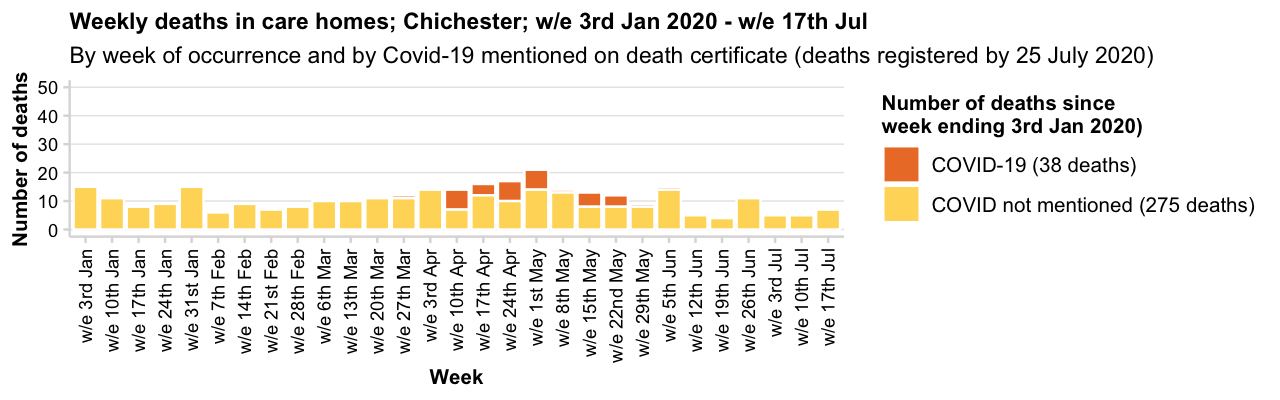 Weekly deaths in care homes; Chichester; w/e 3rd Jan 2020 - w/e 17th Jul
By week of occurrence and by Covid-19 mentioned on death certificate (deaths registered by 25 July 2020)
Number of deaths
50
40
30
20
10
0
w/e 3rd Jan
w/e 10th Jan
w/e 17th Jan
w/e 24th Jan
w/e 31st Jan
w/e 7th Feb
w/e 14th Feb
w/e 21st Feb
w/e 28th Feb
w/e 6th Mar
w/e 13th Mar
w/e 20th Mar
w/e 27th Mar
w/e 3rd Apr
w/e 10th Apr
w/e 17th Apr
w/e 24th Apr
w/e 1st May
w/e 8th May
w/e 15th May
w/e 22nd May
w/e 29th May
w/e 5th Jun
w/e 12th Jun
w/e 19th Jun
w/e 26th Jun
w/e 3rd Jul
w/e 10th Jul
w/e 17th Jul
Week
Number of deaths since
week ending 3rd Jan 2020)
COVID-19 (38 deaths)
COVID not mentioned (275 deaths)